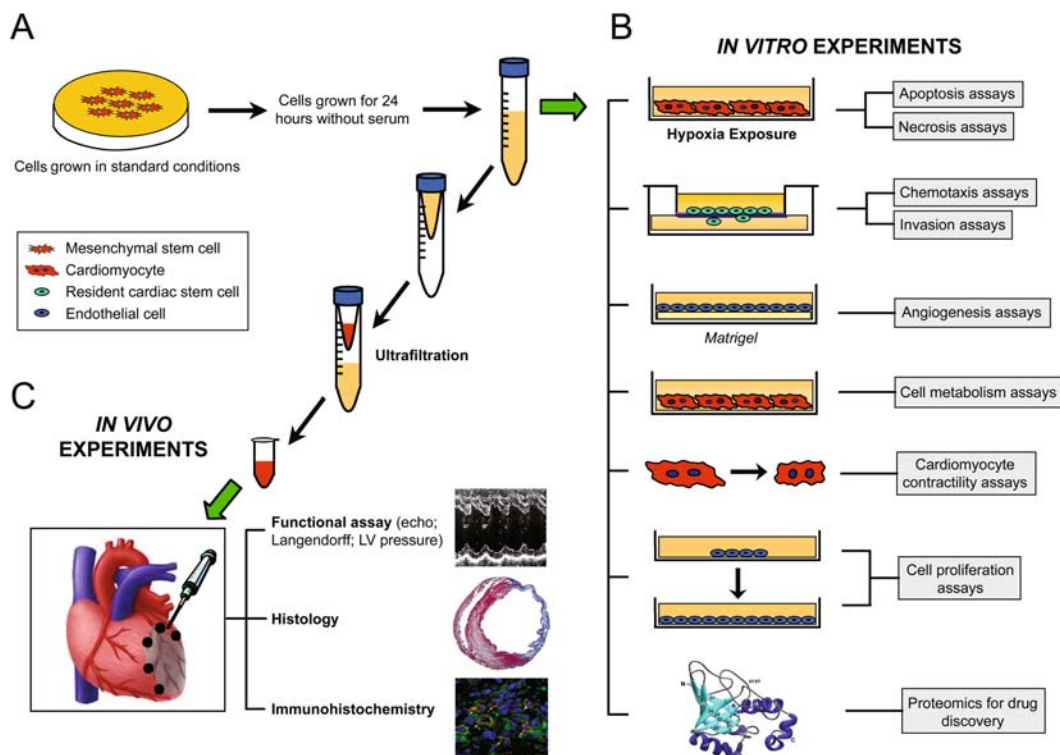 A
Cells grown in standard conditions
Cells grown for 24
hours without serum
Mesenchymal stem cell
Cardiomyocyte
Resident cardiac stem cell
Endothelial cell
Ultrafiltration
B
IN VITRO EXPERIMENTS
Hypoxia Exposure
Apoptosis assays
Necrosis assays
Chemotaxis assays
Invasion assays
Matrigel
Angiogenesis assays
Cell metabolism assays
Cardiomyocyte
contractility assays
Cell proliferation
assays
N
C
Proteomics for drug
discovery
C
IN VIVO
EXPERIMENTS
Functional assay (echo;
Langendorff; LV pressure)
Histology
Immunohistochemistry